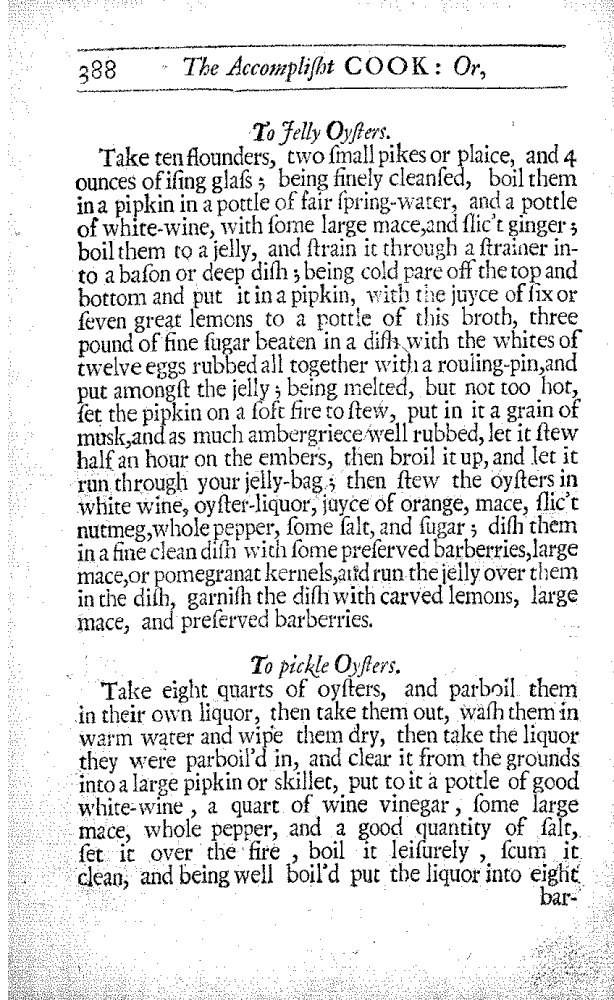 388 The Accompliſht COOK: Or,
To Jelly Oyſters.
Take ten flounders, two ſmall pikes or plaice, and 4
ounces of iſing glaſs; being finely cleanſed, boil them
in a pipkin in a pottle of fair ſpring-water, and a pottle
of white-wine, with ſome large mace,and ſlic't ginger;
boil them to a jelly, and ſtrain it through a ſtrainer in-
to a baſon or deep diſh; being cold pare off the top and
bottom and put it in a pipkin, with the juyce of ſix or
ſeven great lemons to a pottle of this broth, three
pound of fine ſugar beaten in a diſh with the whites of
twelve eggs rubbed all together with a rouling-pin,and
put amongſt the jelly; being melted, but not too hot,
ſet the pipkin on a ſoft fire to ſtew, put in it a grain of
musk,and as much ambergriece well rubbed, let it ſtew
half an hour on the embers, then broil it up, and let it
run through your jelly-bag; then ſtew the oyſters in
white wine, oyſter-liquor, juyce of orange, mace, ſlic't
nutmeg,whole pepper, ſome ſalt, and ſugar; diſh them
in a fine clean diſh with ſome preſerved barberries,large
mace,or pomegranat kernels,and run the jelly over them
in the diſh, garniſh the diſh with carved lemons, large
mace, and preſerved barberries.
To pickle Oyſters.
Take eight quarts of oyſters, and parboil them
in their own liquor, then take them out, waſh them in
warm water and wipe them dry, then take the liquor
they were parboil'd in, and clear it from the grounds
into a large pipkin or skillet, put to it a pottle of good
white-wine, a quart of wine vinegar, ſome large
mace, whole pepper, and a good quantity of ſalt,
ſet it over the fire, boil it leiſurely, ſcum it
clean, and being well boil'd put the liquor into eight
bar-